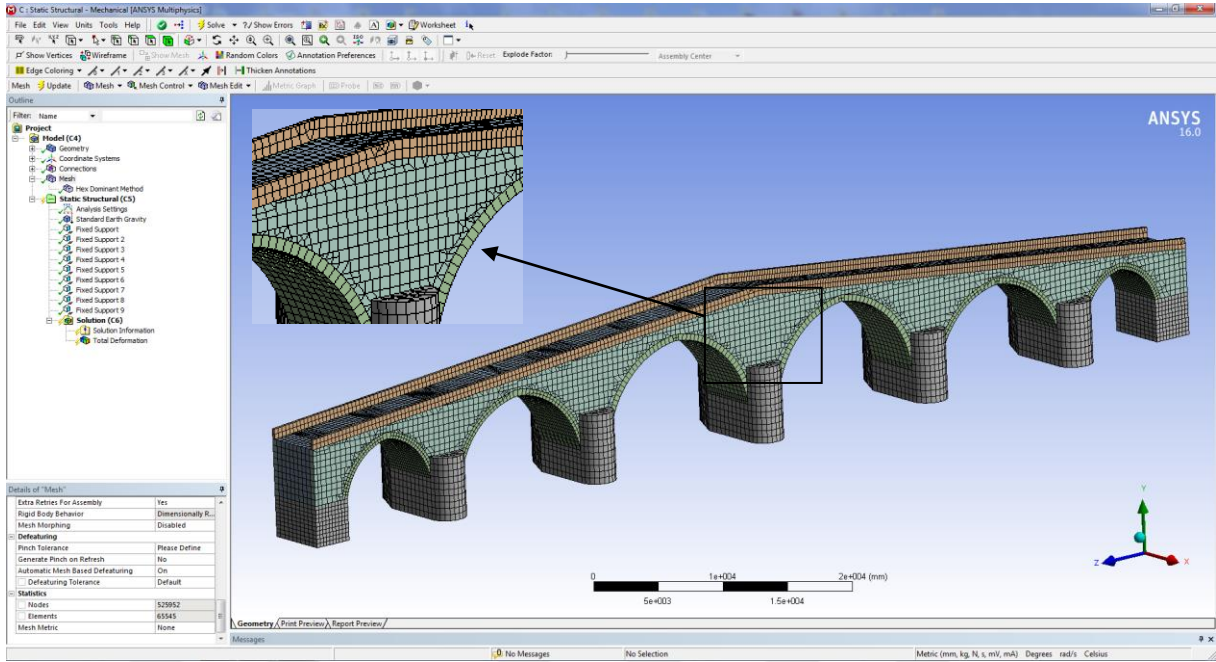 C : Static Structural - Mechanical [ANSYS Multiphysics]
File Edit View Units Tools Help Solve ?/ Show Errors A Worksheet
Show Vertices Wireframe Show Mesh Random Colors Annotation Preferences Reset Explode Factor: Assembly Center
Edge Coloring Thicken Annotations
Mesh Update Mesh Mesh Control Mesh Edit Metric Graph Probe
Outline
Filter: Name
Project
Model (C4)
Geometry
Coordinate Systems
Connections
Mesh
Hex Dominant Method
Static Structural (C5)
Analysis Settings
Standard Earth Gravity
Fixed Support
Fixed Support 2
Fixed Support 3
Fixed Support 4
Fixed Support 5
Fixed Support 6
Fixed Support 7
Fixed Support 8
Fixed Support 9
Solution (C6)
Solution Information
Total Deformation
Details of "Mesh"
Extra Retries For Assembly Yes
Rigid Body Behavior Dimensionally R...
Mesh Morphing Disabled
Defeaturing
Pinch Tolerance Please Define
Generate Pinch on Refresh No
Automatic Mesh Based Defeaturing On
Defeaturing Tolerance Default
Statistics
Nodes 525952
Elements 65545
Mesh Metric None
ANSYS
16.0
Y
Z X
0 1e+004 2e+004 (mm)
5e+003 1.5e+004
Geometry Print Preview Report Preview
Messages
0 No Messages No Selection Metric (mm, kg, N, s, mV, mA) Degrees rad/s Celsius